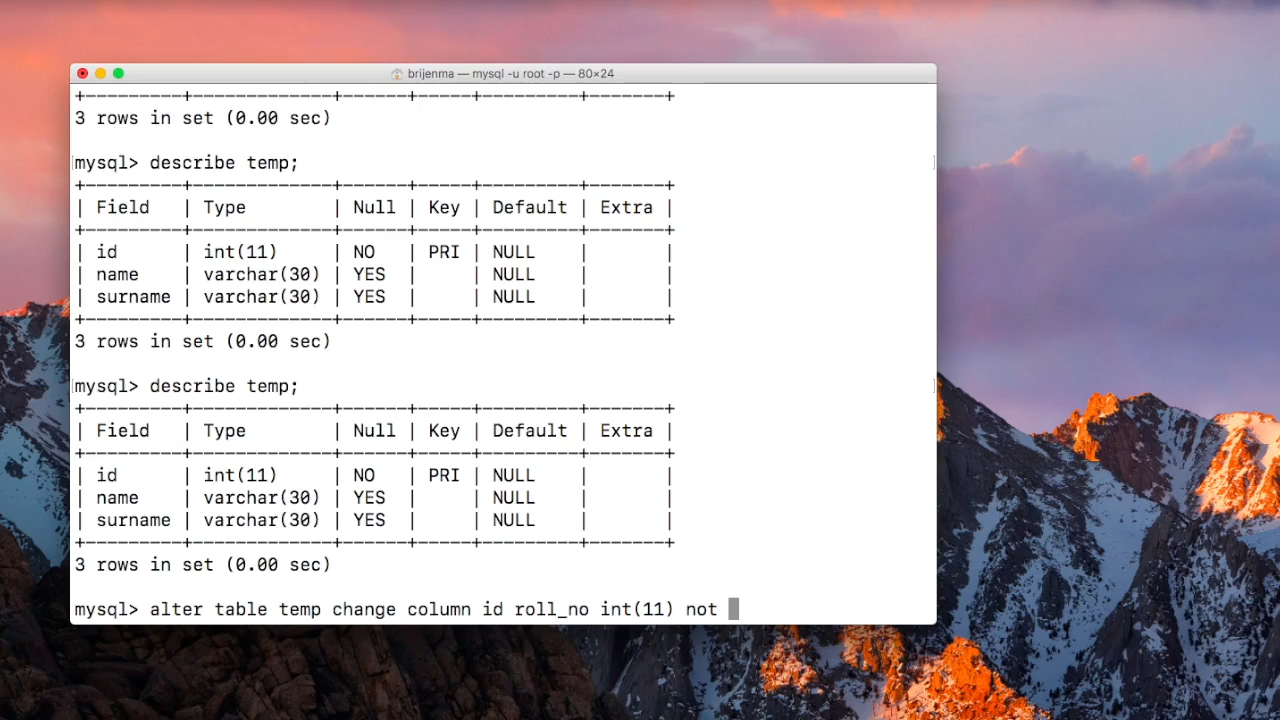 brijenma — mysql -u root -p — 80×24
+---------+-------------+------+-----+---------+-------+
3 rows in set (0.00 sec)
mysql> describe temp;
+---------+-------------+------+-----+---------+-------+
| Field   | Type        | Null | Key | Default | Extra |
+---------+-------------+------+-----+---------+-------+
| id      | int(11)     | NO   | PRI | NULL    |       |
| name    | varchar(30) | YES  |     | NULL    |       |
| surname | varchar(30) | YES  |     | NULL    |       |
+---------+-------------+------+-----+---------+-------+
3 rows in set (0.00 sec)
mysql> describe temp;
+---------+-------------+------+-----+---------+-------+
| Field   | Type        | Null | Key | Default | Extra |
+---------+-------------+------+-----+---------+-------+
| id      | int(11)     | NO   | PRI | NULL    |       |
| name    | varchar(30) | YES  |     | NULL    |       |
| surname | varchar(30) | YES  |     | NULL    |       |
+---------+-------------+------+-----+---------+-------+
3 rows in set (0.00 sec)
mysql> alter table temp change column id roll_no int(11) not